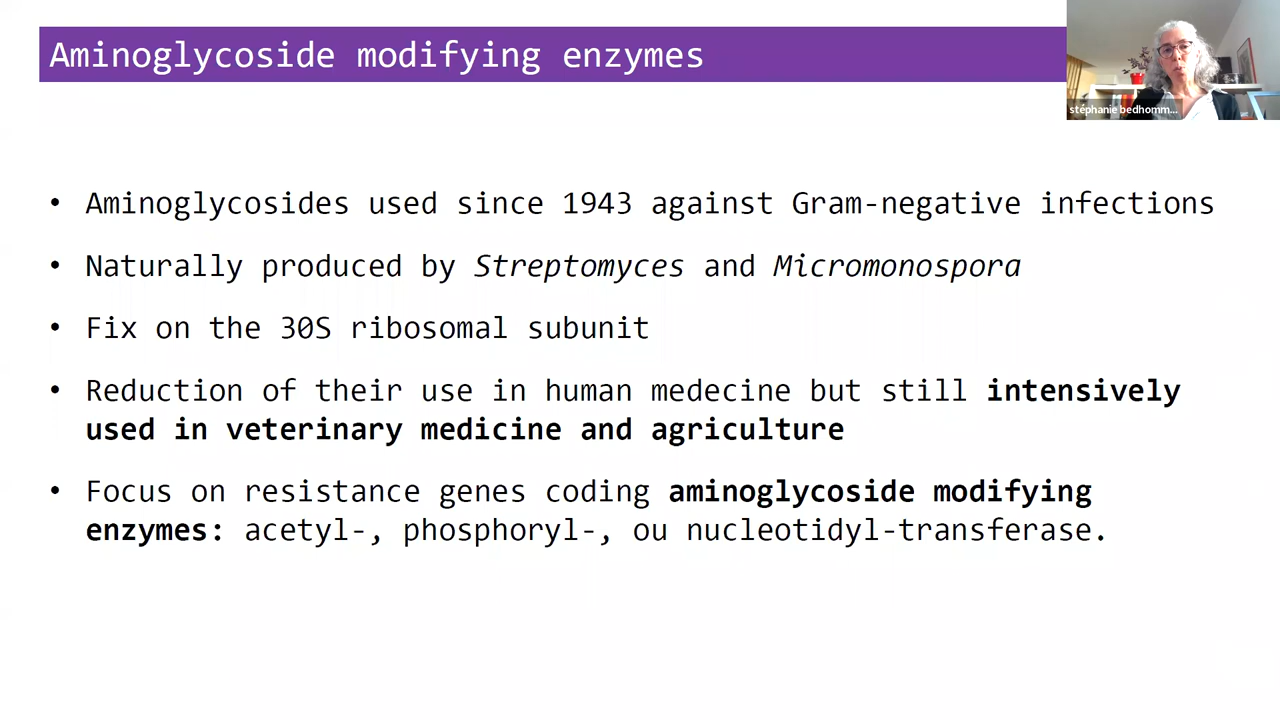 Aminoglycoside modifying enzymes
stéphanie bedhomm...
• Aminoglycosides used since 1943 against Gram-negative infections
• Naturally produced by Streptomyces and Micromonospora
• Fix on the 30S ribosomal subunit
• Reduction of their use in human medecine but still intensively
used in veterinary medicine and agriculture
• Focus on resistance genes coding aminoglycoside modifying
enzymes: acetyl-, phosphoryl-, ou nucleotidyl-transferase.